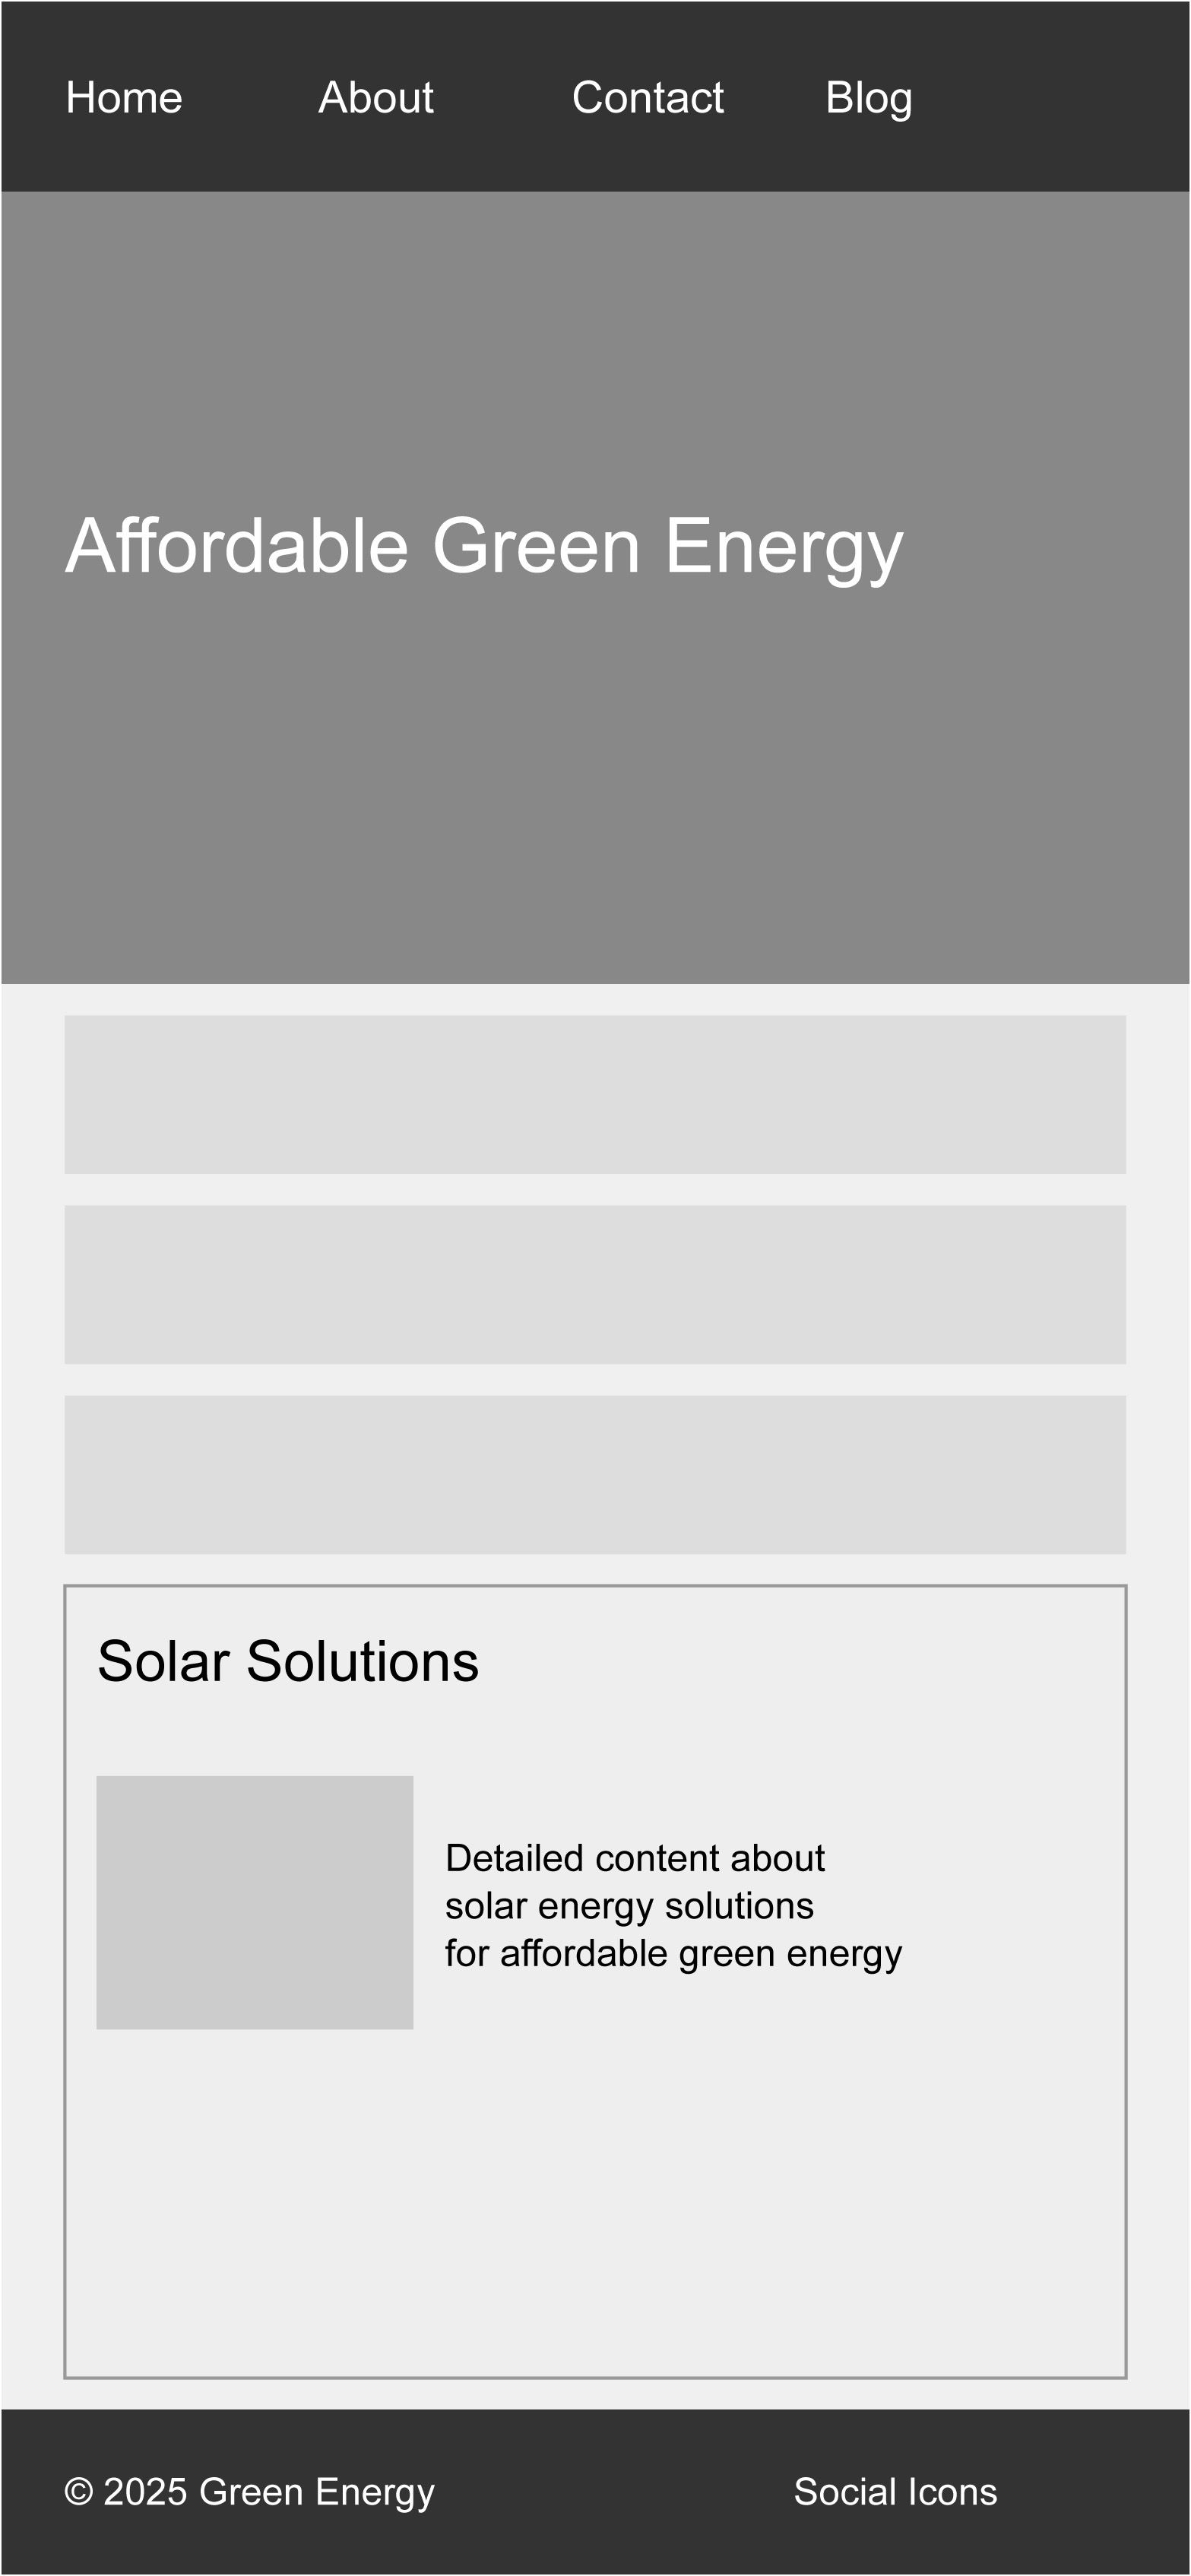 Home About Contact Blog
Affordable Green Energy
Solar Solutions
Detailed content about
solar energy solutions
for affordable green energy
© 2025 Green Energy Social Icons